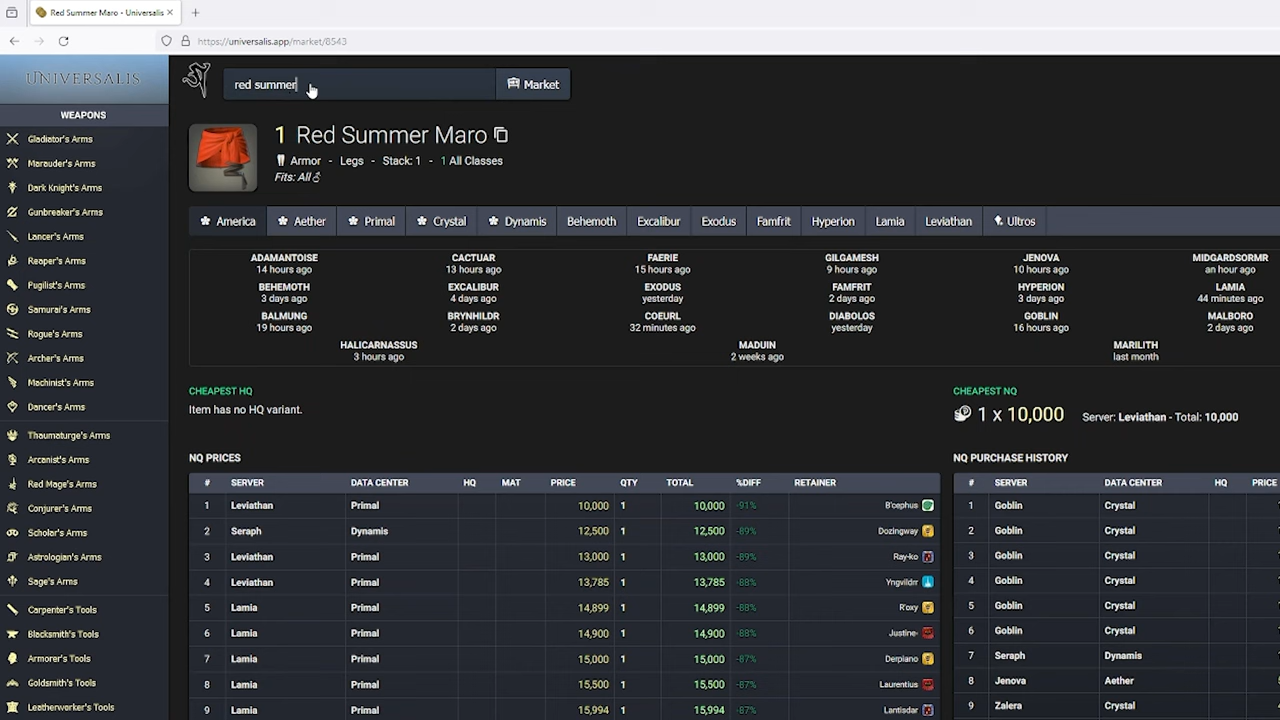 Red Summer Maro - Universalis
https://universalis.app/market/8543
UNIVERSALIS
red summer
Market
WEAPONS
Gladiator's Arms
Marauder's Arms
Dark Knight's Arms
Gunbreaker's Arms
Lancer's Arms
Reaper's Arms
Pugilist's Arms
Samurai's Arms
Rogue's Arms
Archer's Arms
Machinist's Arms
Dancer's Arms
Thaumaturge's Arms
Arcanist's Arms
Red Mage's Arms
Conjurer's Arms
Scholar's Arms
Astrologian's Arms
Sage's Arms
Carpenter's Tools
Blacksmith's Tools
Armorer's Tools
Goldsmith's Tools
Leatherworker's Tools
1 Red Summer Maro
Armor - Legs - Stack: 1 - 1 All Classes
Fits: All♂
America Aether Primal Crystal Dynamis Behemoth Excalibur Exodus Famfrit Hyperion Lamia Leviathan Ultros
ADAMANTOISE CACTUAR FAERIE GILGAMESH JENOVA MIDGARDSORMR
14 hours ago 13 hours ago 15 hours ago 9 hours ago 10 hours ago an hour ago
BEHEMOTH EXCALIBUR EXODUS FAMFRIT HYPERION LAMIA
3 days ago 4 days ago yesterday 2 days ago 3 days ago 44 minutes ago
BALMUNG BRYNHILDR COEURL DIABOLOS GOBLIN MALBORO
19 hours ago 2 days ago 32 minutes ago yesterday 16 hours ago 2 days ago
HALICARNASSUS MADUIN MARILITH
3 hours ago 2 weeks ago last month
CHEAPEST HQ
Item has no HQ variant.
CHEAPEST NQ
1 x 10,000 Server: Leviathan - Total: 10,000
NQ PRICES
# SERVER DATA CENTER HQ MAT PRICE QTY TOTAL %DIFF RETAINER
1 Leviathan Primal 10,000 1 10,000 -91% B'cephus
2 Seraph Dynamis 12,500 1 12,500 -89% Dozingway
3 Leviathan Primal 13,000 1 13,000 -89% Ray-ko
4 Leviathan Primal 13,785 1 13,785 -88% Yngvildrr
5 Lamia Primal 14,899 1 14,899 -88% R'oxy
6 Lamia Primal 14,900 1 14,900 -88% Justine-
7 Lamia Primal 15,000 1 15,000 -87% Derpiano
8 Lamia Primal 15,500 1 15,500 -87% Laurentius
9 Lamia Primal 15,994 1 15,994 -87% Lantisdar
NQ PURCHASE HISTORY
# SERVER DATA CENTER HQ PRICE
1 Goblin Crystal
2 Goblin Crystal
3 Goblin Crystal
4 Goblin Crystal
5 Goblin Crystal
6 Goblin Crystal
7 Seraph Dynamis
8 Jenova Aether
9 Zalera Crystal